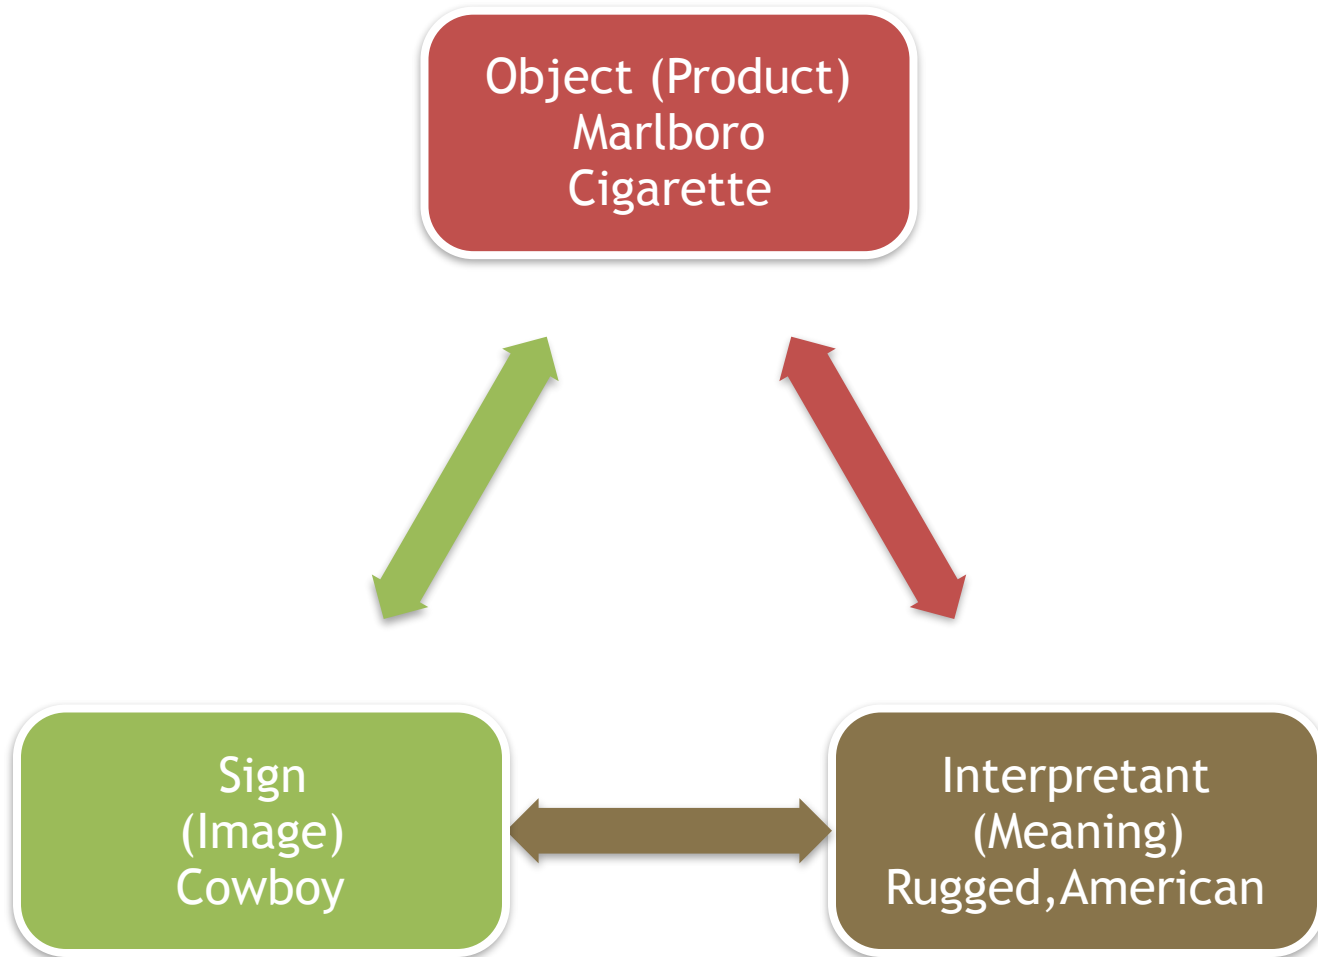 Object (Product)
Marlboro
Cigarette
Sign
(Image)
Cowboy
Interpretant
(Meaning)
Rugged,American